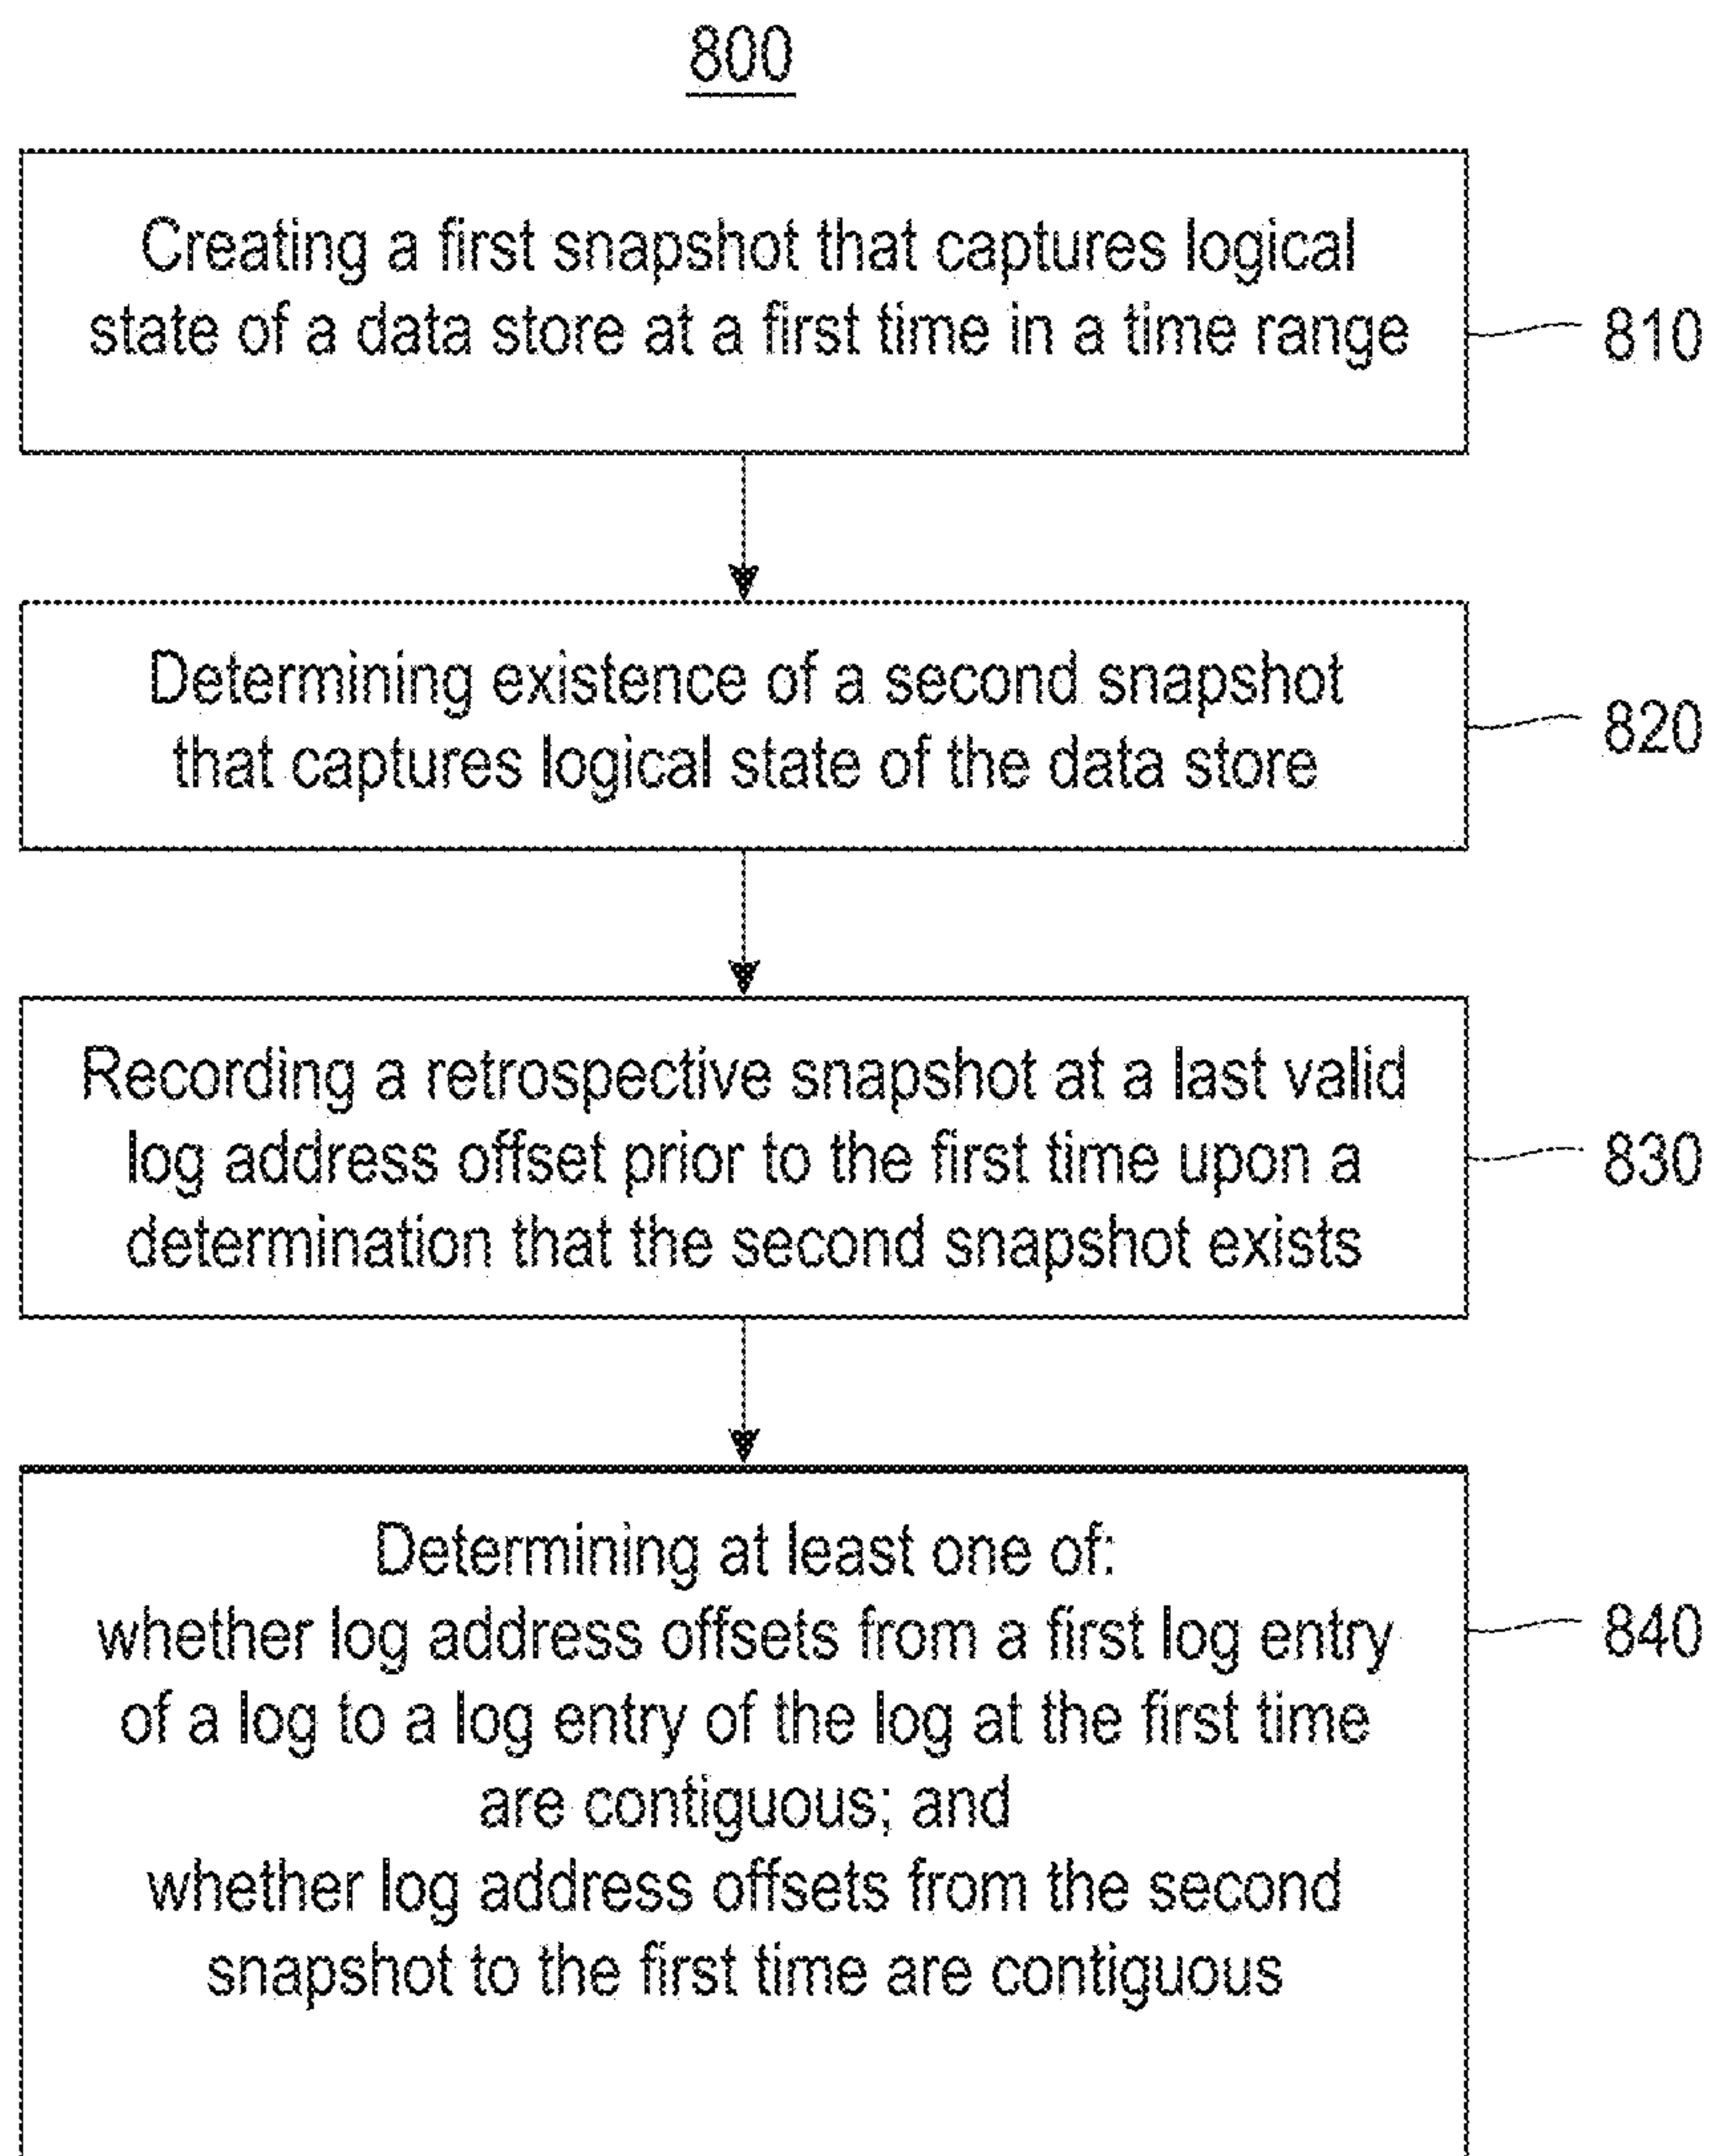 800
Creating a first snapshot that captures logical
state of a data store at a first time in a time range
810
Determining existence of a second snapshot
that captures logical state of the data store
820
Recording a retrospective snapshot at a last valid
log address offset prior to the first time upon a
determination that the second snapshot exists
830
Determining at least one of:
whether log address offsets from a first log entry
of a log to a log entry of the log at the first time
are contiguous; and
whether log address offsets from the second
snapshot to the first time are contiguous
840